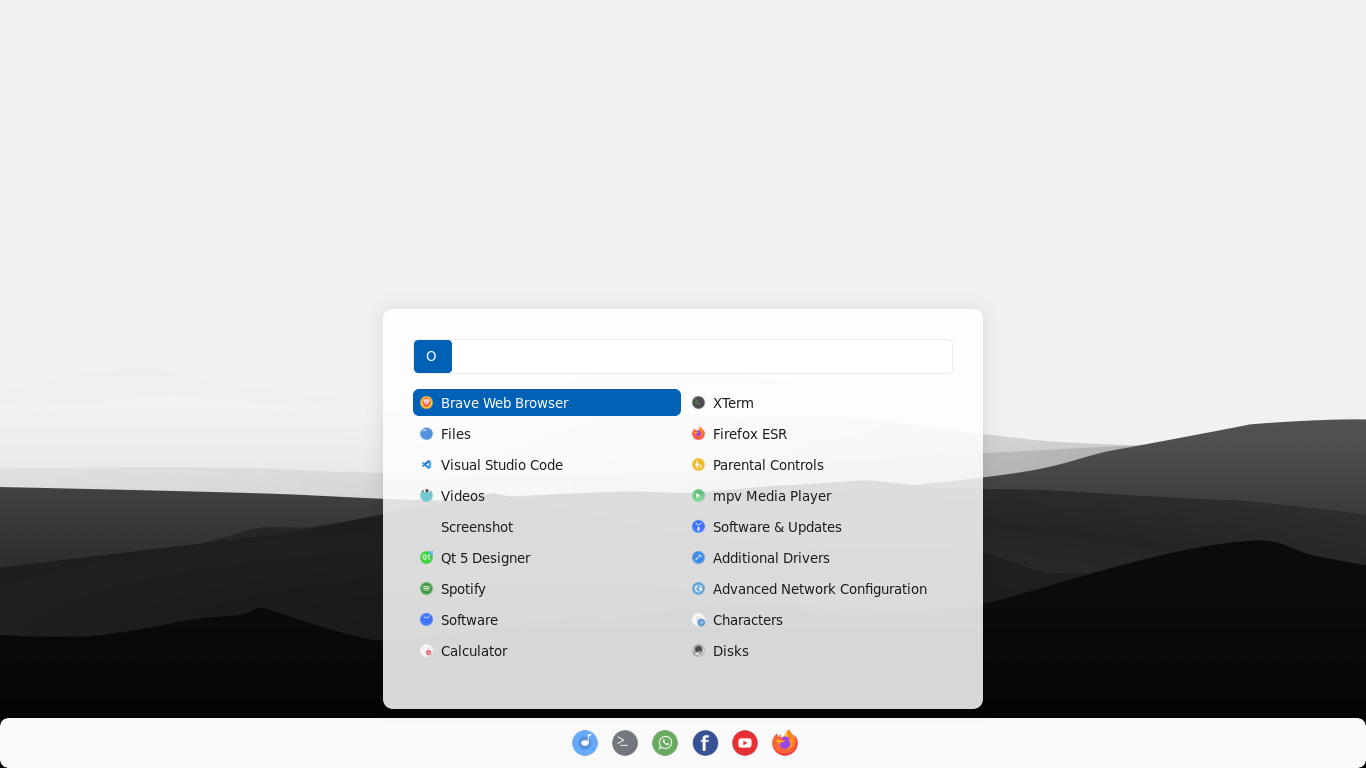 O
Brave Web Browser
Files
Visual Studio Code
Videos
Screenshot
Qt 5 Designer
Spotify
Software
Calculator
XTerm
Firefox ESR
Parental Controls
mpv Media Player
Software & Updates
Additional Drivers
Advanced Network Configuration
Characters
Disks